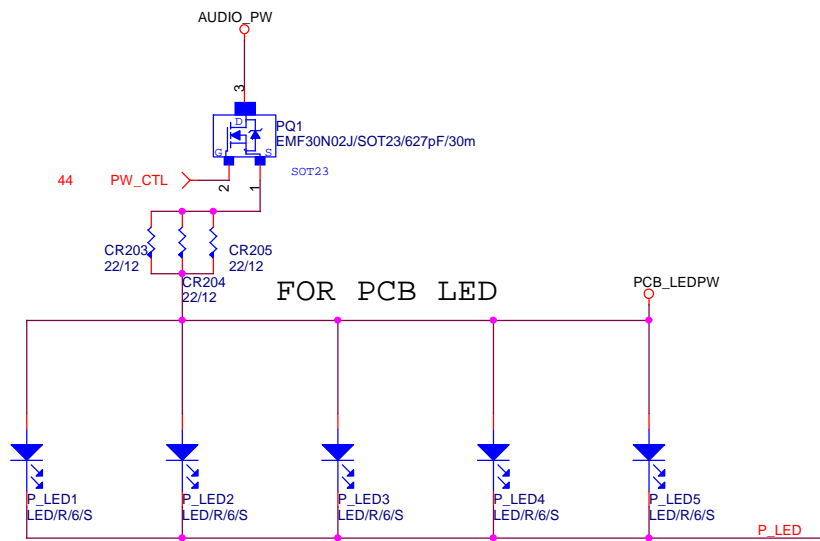 AUDIO_PW
3
D
PQ1
EMF30N02J/SOT23/627pF/30m
G
S
SOT23
44
PW_CTL
2
1
CR203
22/12
CR204
22/12
CR205
22/12
FOR PCB LED
PCB_LEDPW
P_LED1
LED/R/6/S
P_LED2
LED/R/6/S
P_LED3
LED/R/6/S
P_LED4
LED/R/6/S
P_LED5
LED/R/6/S
P_LED